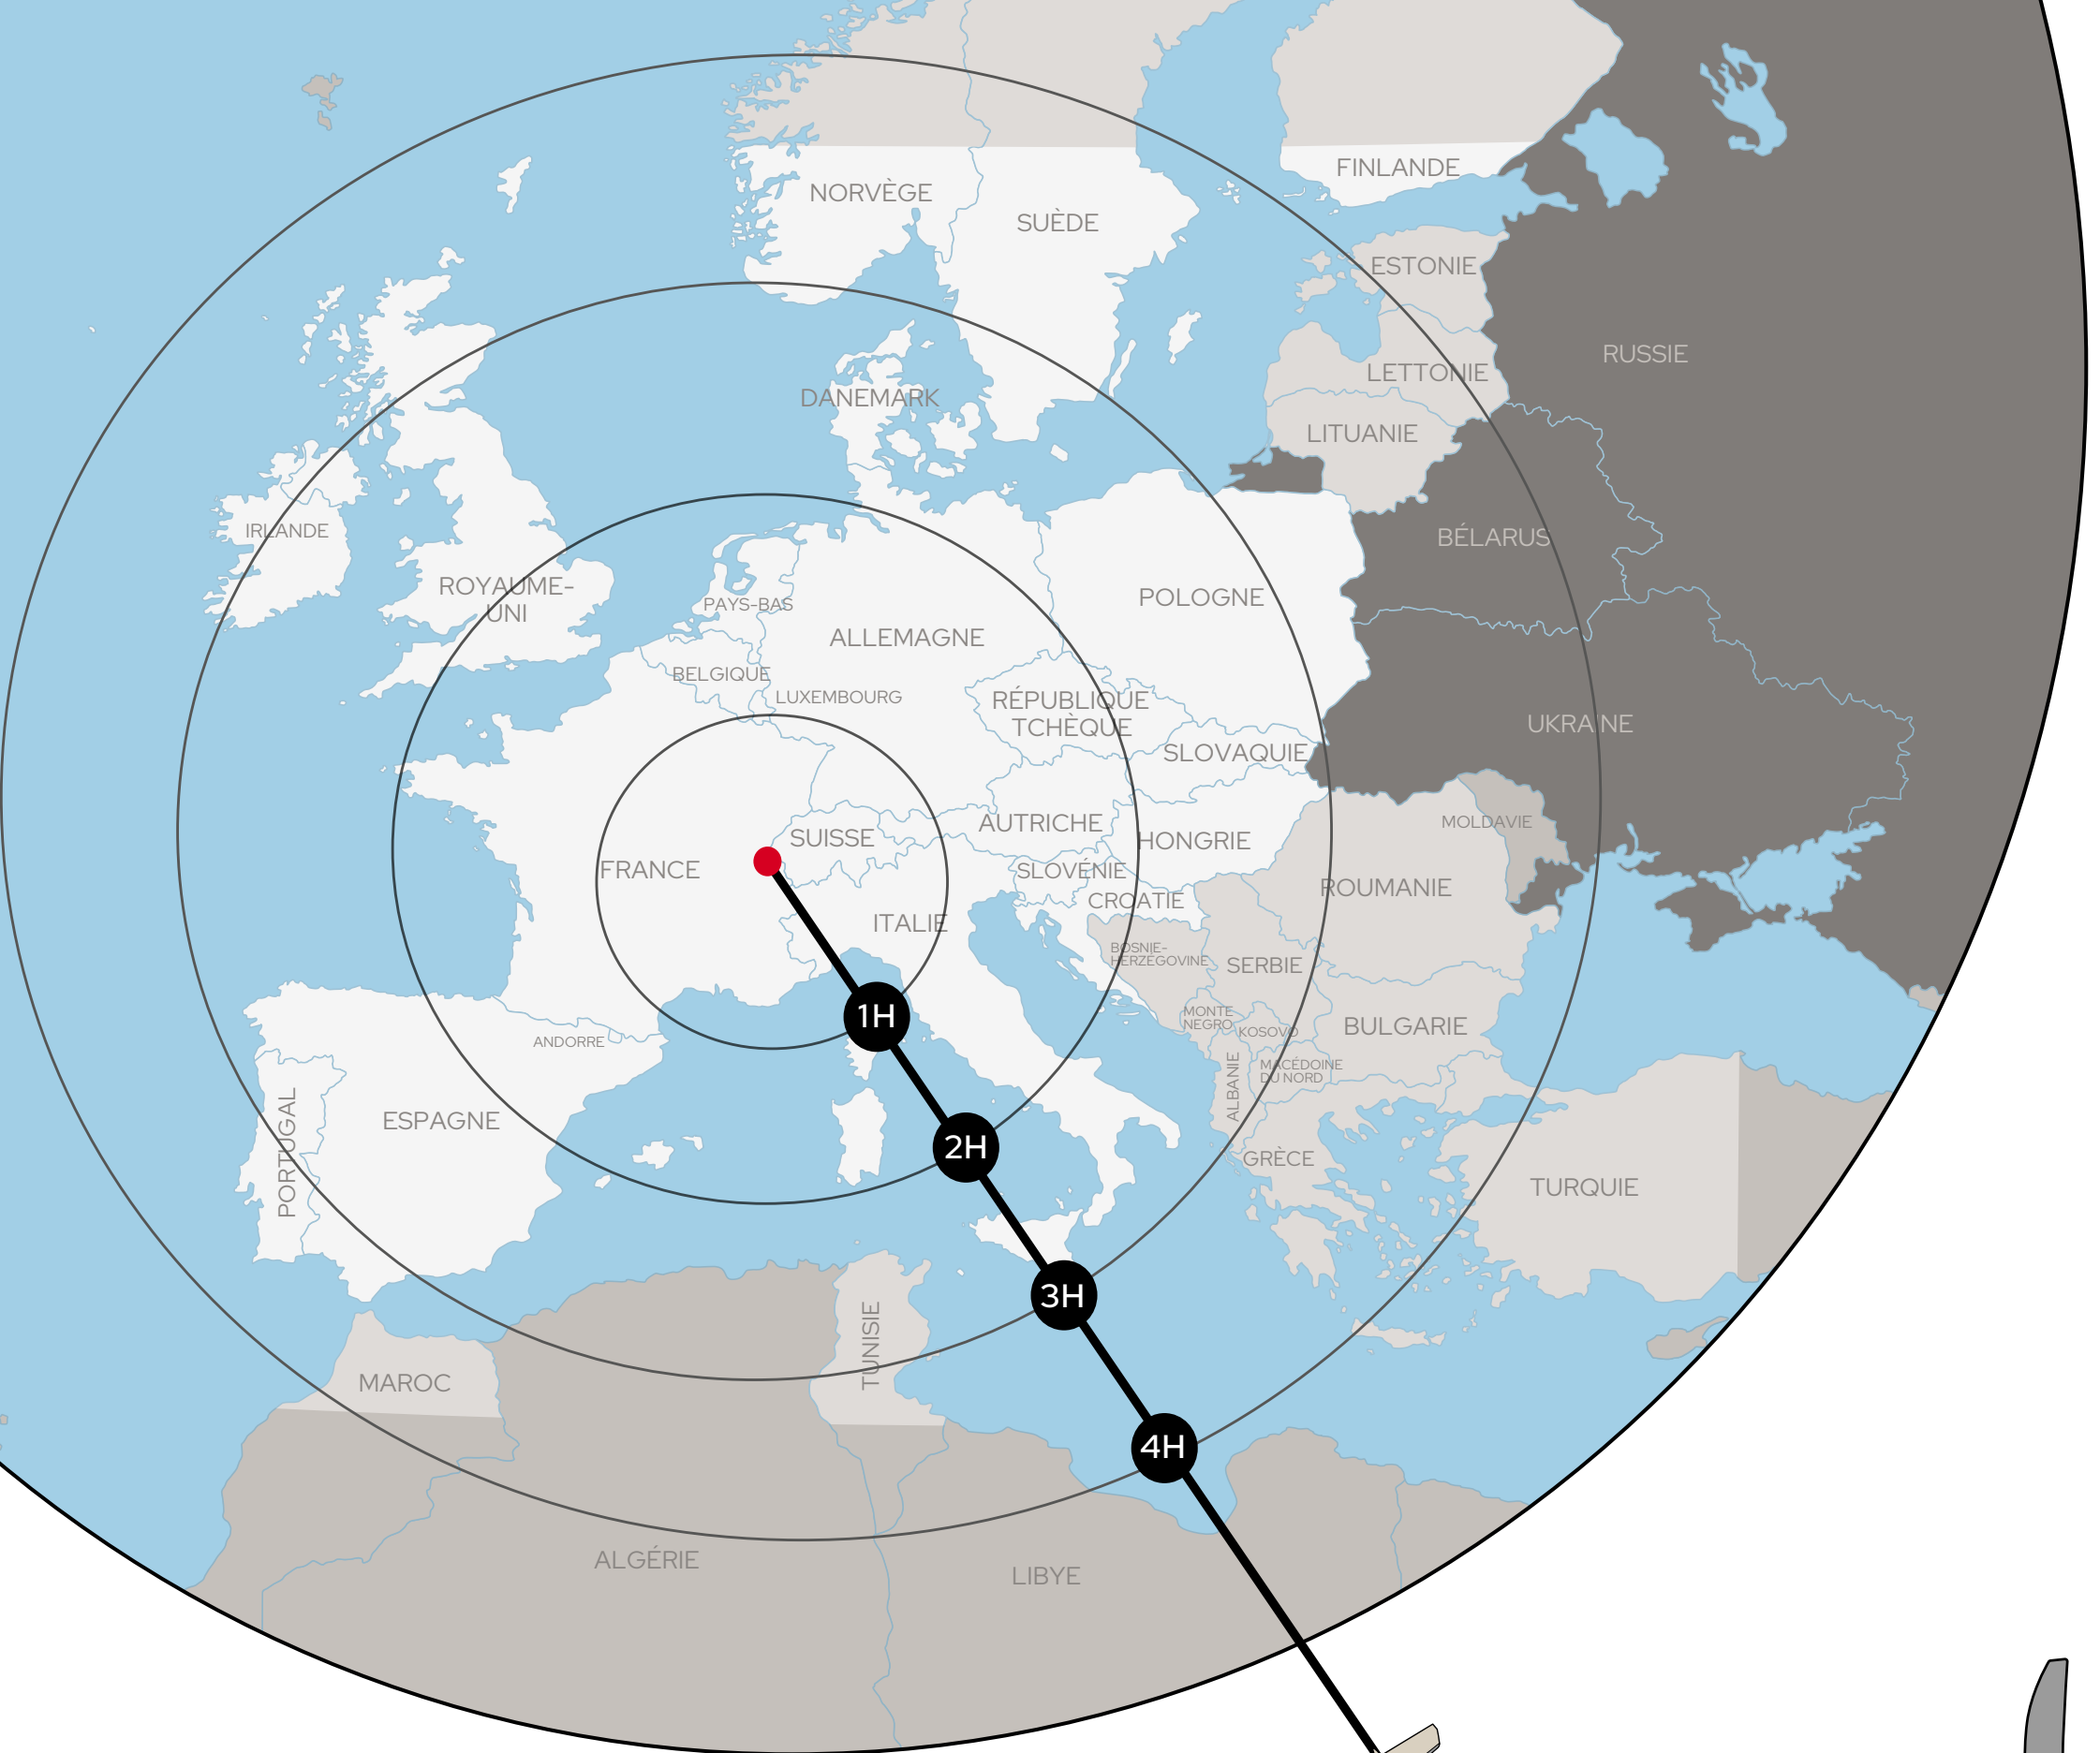 FINLANDE
NORVÈGE
SUÈDE
ESTONIE
RUSSIE
LETTONIE
DANEMARK
LITUANIE
IRLANDE
BÉLARUS
ROYAUME-
UNI
POLOGNE
PAYS-BAS
ALLEMAGNE
BELGIQUE
LUXEMBOURG
RÉPUBLIQUE
TCHÈQUE
UKRAINE
SLOVAQUIE
MOLDAVIE
AUTRICHE
SUISSE
HONGRIE
FRANCE
SLOVÉNIE
ROUMANIE
CROATIE
ITALIE
BOSNIE-
HERZÉGOVINE
SERBIE
MONTE
NEGRO
1H
KOSOVO
BULGARIE
ANDORRE
MACÉDOINE
DU NORD
ALBANIE
ESPAGNE
PORTUGAL
2H
GRÈCE
TURQUIE
3H
TUNISIE
MAROC
4H
ALGÉRIE
LIBYE